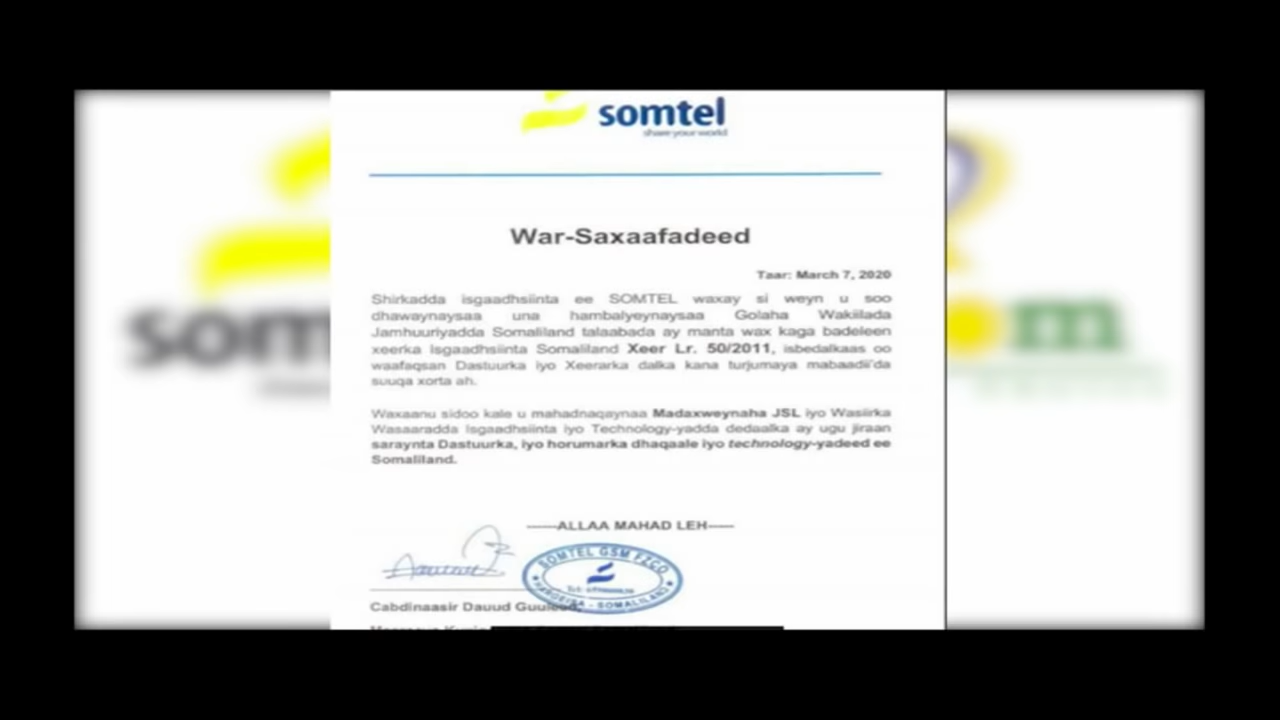 somtel
share your world
War-Saxaafadeed
Taar: March 7, 2020
Shirkadda isgaadhsiinta ee SOMTEL waxay si weyn u soo
dhawaynaysaa una hambalyeynaysaa Golaha Wakiilada
Jamhuuriyadda Somaliland talaabada ay manta wax kaga badeleen
xeerka Isgaadhsiinta Somaliland Xeer Lr. 50/2011, isbedalkaas oo
waafaqsan Dastuurka iyo Xeerarka dalka kana turjumaya mabaadii'da
suuqa xorta ah.
Waxaanu sidoo kale u mahadnaqaynaa Madaxweynaha JSL iyo Wasiirka
Wasaaradda Isgaadhsiinta iyo Technology-yadda dedaalka ay ugu jiraan
saraynta Dastuurka, iyo horumarka dhaqaale iyo technology-yadeed ee
Somaliland.
-----ALLAA MAHAD LEH-----
SOMTEL GSM FZCO
HARGEISA - SOMALILAND
Cabdinaasir Dauud Guuleed,
som
om